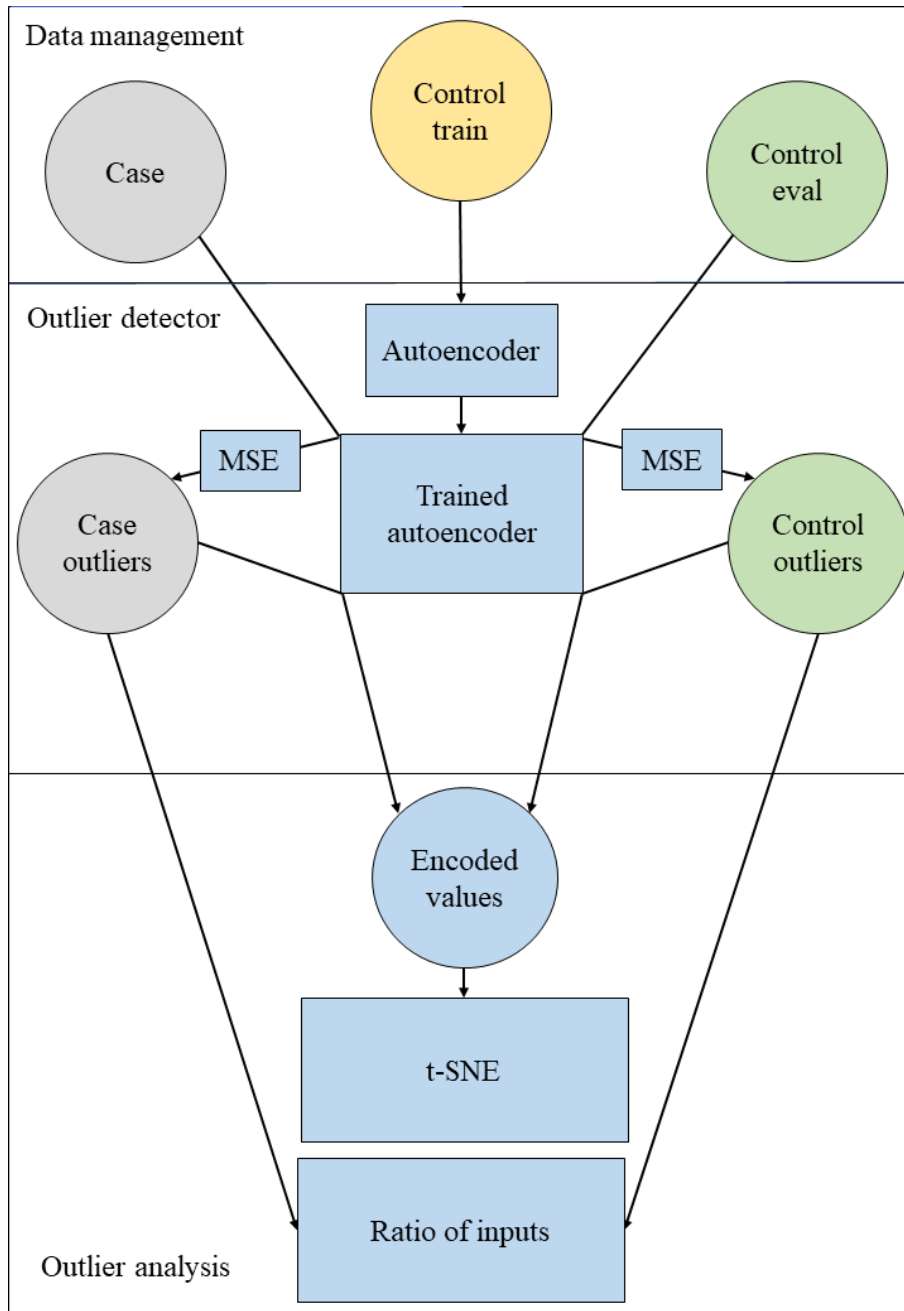 Data management
Control
train
Case
Control
eval
Outlier detector
Autoencoder
MSE
MSE
Trained
autoencoder
Case
outliers
Control
outliers
Encoded
values
t-SNE
Ratio of inputs
Outlier analysis